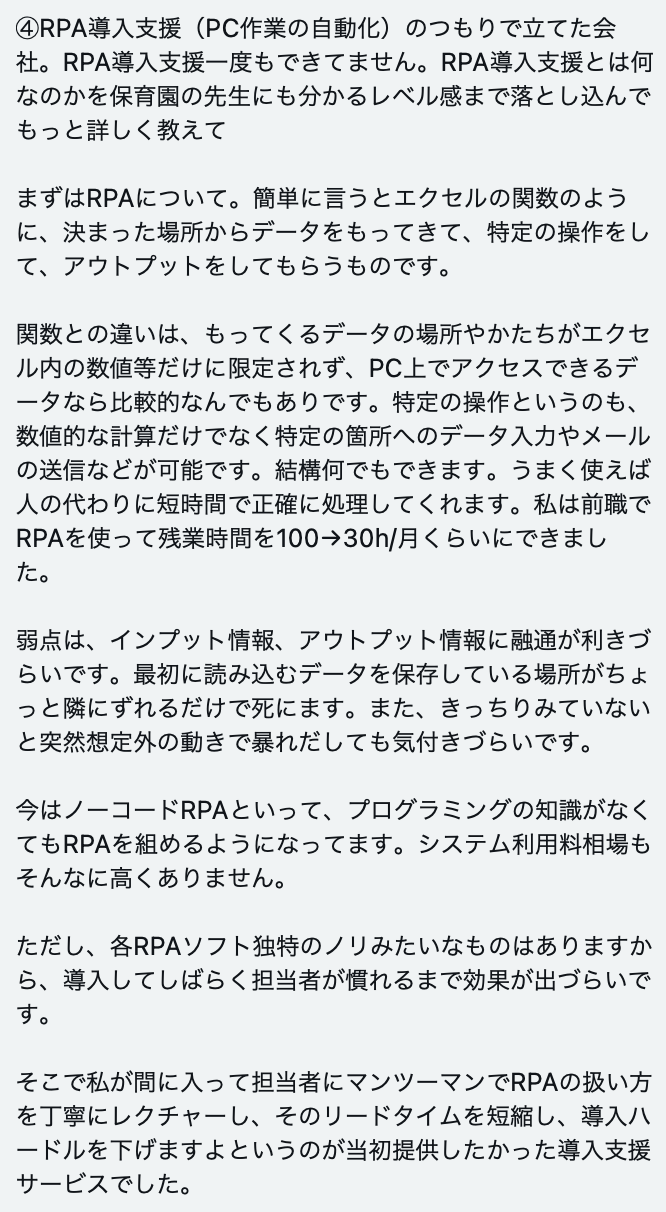 ④RPA導入支援（PC作業の自動化）のつもりで立てた会
社。RPA導入支援一度もできてません。RPA導入支援とは何
なのかを保育園の先生にも分かるレベル感まで落とし込んで
もっと詳しく教えて
まずはRPAについて。簡単に言うとエクセルの関数のよう
に、決まった場所からデータをもってきて、特定の操作をし
て、アウトプットをしてもらうものです。
関数との違いは、もってくるデータの場所やかたちがエクセ
ル内の数値等だけに限定されず、PC上でアクセスできるデ
ータなら比較的なんでもありです。特定の操作というのも、
数値的な計算だけでなく特定の箇所へのデータ入力やメール
の送信などが可能です。結構何でもできます。うまく使えば
人の代わりに短時間で正確に処理してくれます。私は前職で
RPAを使って残業時間を100→30h/月くらいにできまし
た。
弱点は、インプット情報、アウトプット情報に融通が利きづ
らいです。最初に読み込むデータを保存している場所がちょ
っと隣にずれるだけで死にます。また、きっちりみていない
と突然想定外の動きで暴れだしても気付きづらいです。
今はノーコードRPAといって、プログラミングの知識がなく
てもRPAを組めるようになってます。システム利用料相場も
そんなに高くありません。
ただし、各RPAソフト独特のノリみたいなものはありますか
ら、導入してしばらく担当者が慣れるまで効果が出づらいで
す。
そこで私が間に入って担当者にマンツーマンでRPAの扱い方
を丁寧にレクチャーし、そのリードタイムを短縮し、導入ハ
ードルを下げますよというのが当初提供したかった導入支援
サービスでした。